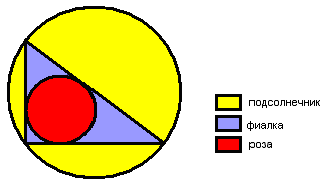 подсолнечник
фиалка
роза